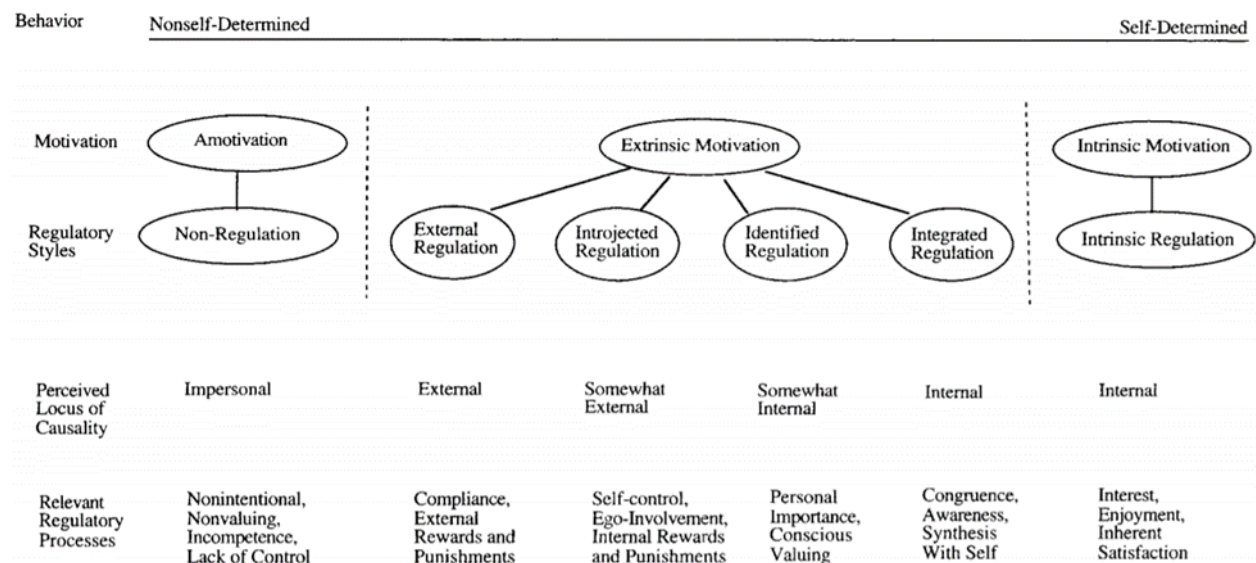 Behavior
Nonself-Determined
Self-Determined
Motivation
Amotivation
Extrinsic Motivation
Intrinsic Motivation
Regulatory
Styles
Non-Regulation
External
Regulation
Introjected
Regulation
Identified
Regulation
Integrated
Regulation
Intrinsic Regulation
Perceived
Locus of
Causality
Impersonal
External
Somewhat
External
Somewhat
Internal
Internal
Internal
Relevant
Regulatory
Processes
Nonintentional,
Nonvaluing,
Incompetence,
Lack of Control
Compliance,
External
Rewards and
Punishments
Self-control,
Ego-Involvement,
Internal Rewards
and Punishments
Personal
Importance,
Conscious
Valuing
Congruence,
Awareness,
Synthesis
With Self
Interest,
Enjoyment,
Inherent
Satisfaction